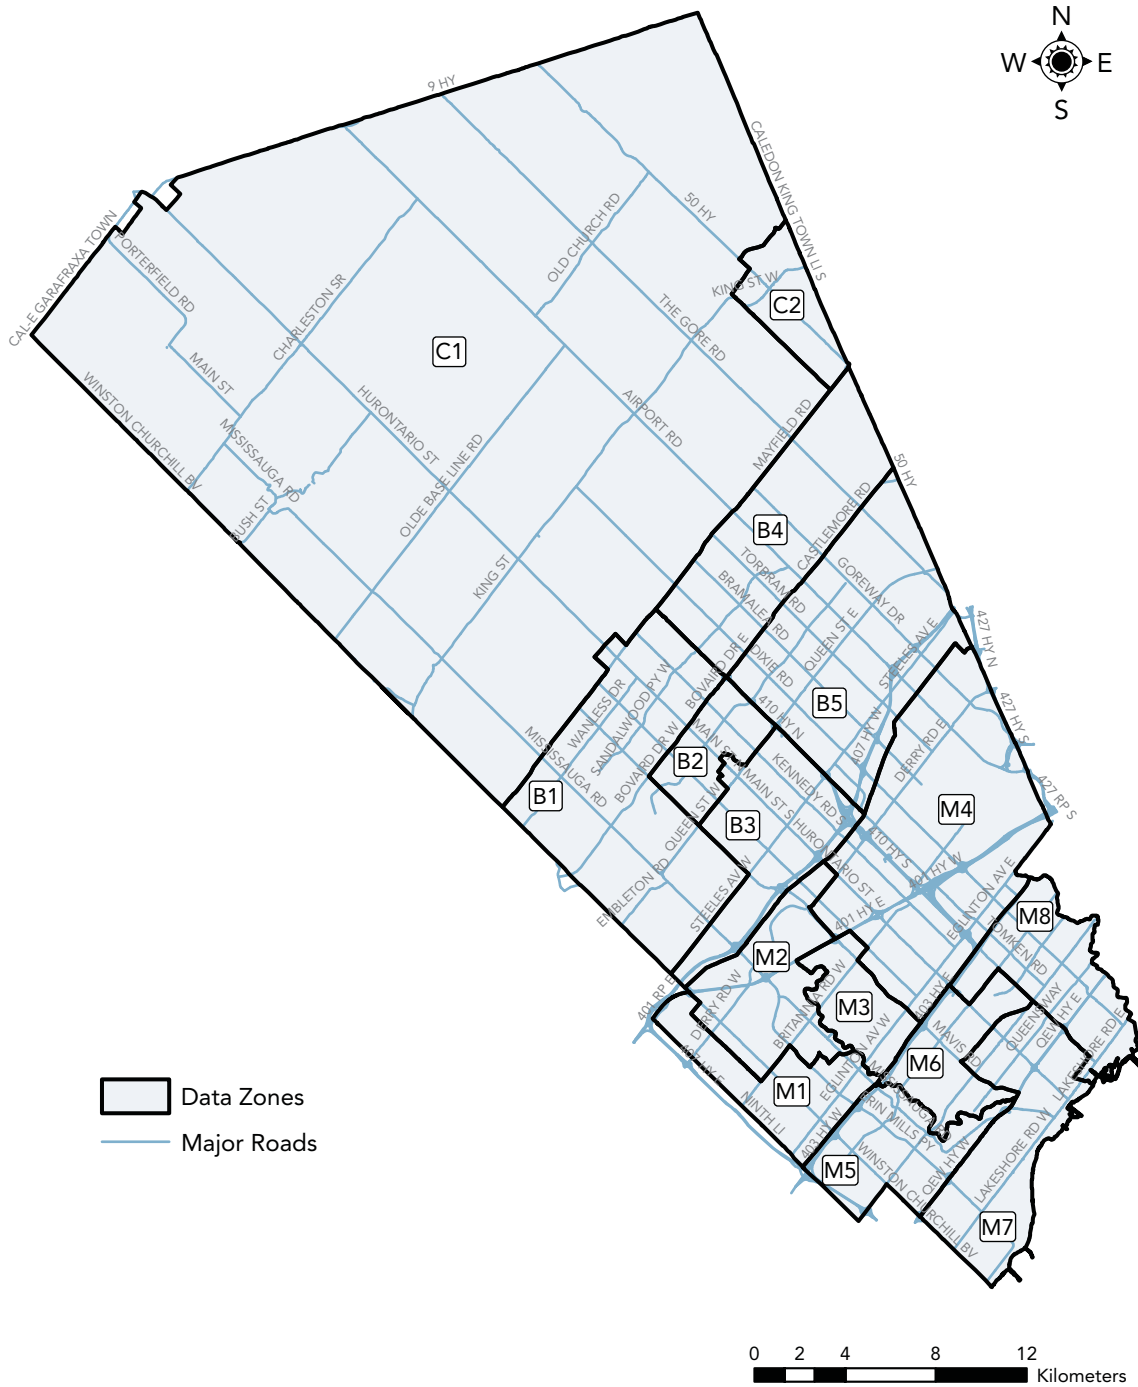 N
W E
S
9 HY
CALEDON KING TOWN LI S
CAL-E GARAFRAXA TOWN
PORTERFIELD RD
50 HY
OLD CHURCH RD
KING ST W
C2
CHARLESTON SR
THE GORE RD
C1
MAIN ST
WINSTON CHURCHILL BV
HURONTARIO ST
AIRPORT RD
MISSISSAUGA RD
MAYFIELD RD
OLDE BASE LINE RD
BUSH ST
50 HY
B4
CASTLEMORE RD
KING ST
TORBRAM RD
GOREWAY DR
BRAMALEA RD
QUEEN ST E
427 HY N
STEELES AV E
DIXIE RD
BOVAIRD DR E
WANLESS DR
SANDALWOOD PY W
B5
410 HY N
427 HY S
MISSISSAUGA RD
BOVAIRD DR W
MAIN ST N
407 HY W
DERRY RD E
B2
KENNEDY RD S
B1
427 RP S
QUEEN ST W
MAIN ST S
B3
M4
HURONTARIO ST
410 HY S
401 HY W
EMBLETON RD
STEELES AV W
401 HY E
EGLINTON AV E
M8
TOMKEN RD
M2
401 RP E
DERRY RD W
BRITANNIA RD W
M3
403 HY E
QUEENSWAY
QEW HY E
LAKESHORE RD E
MAVIS RD
EGLINTON AV W
M6
407 HY E
M1
MISSISSAUGA RD
NINTH LI
ERIN MILLS PY
403 HY W
M5
WINSTON CHURCHILL BV
QEW HY W
LAKESHORE RD W
M7
Data Zones
Major Roads
0 2 4 8 12
Kilometers